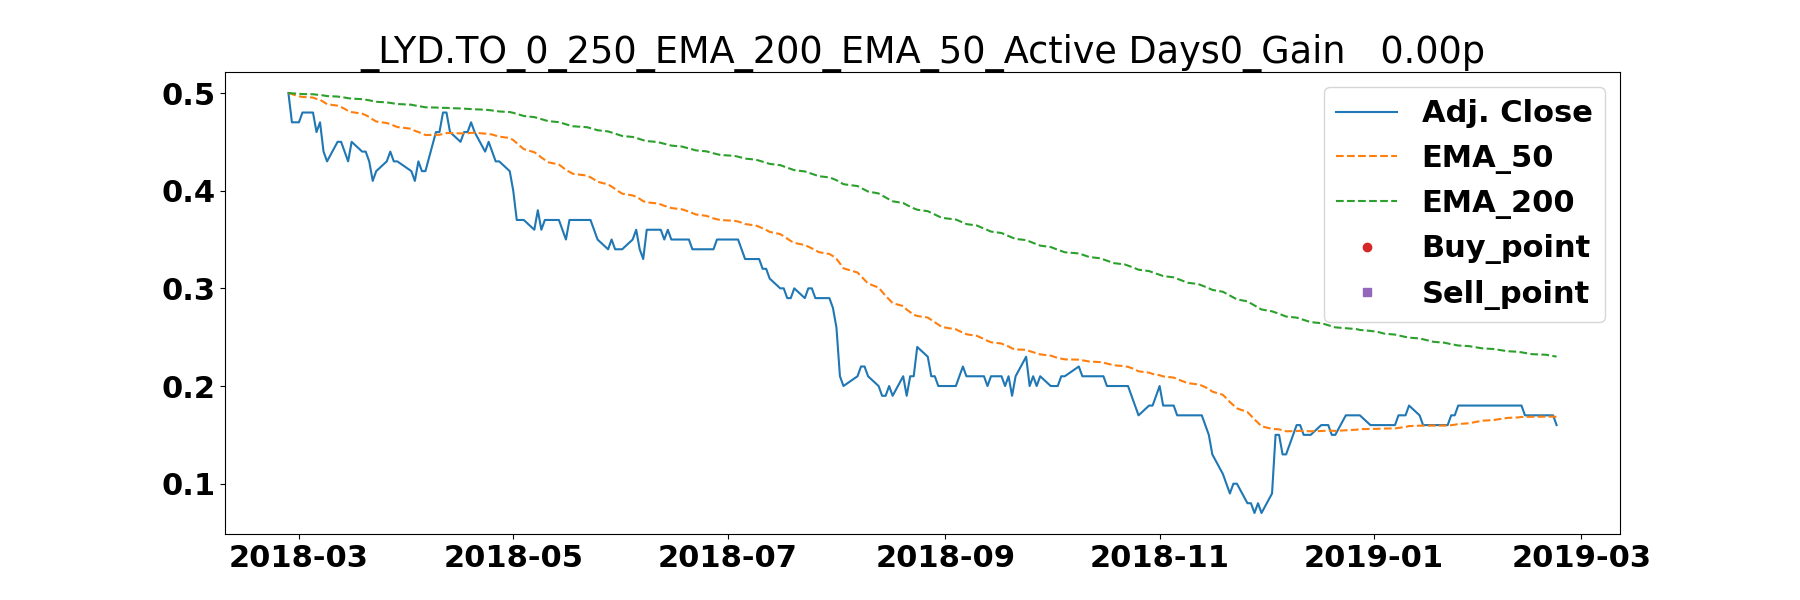 _LYD.TO_0_250_EMA_200_EMA_50_Active Days0_Gain   0.00p
0.5
0.4
0.3
0.2
0.1
Adj. Close
EMA_50
EMA_200
Buy_point
Sell_point
2018-03 2018-05 2018-07 2018-09 2018-11 2019-01 2019-03